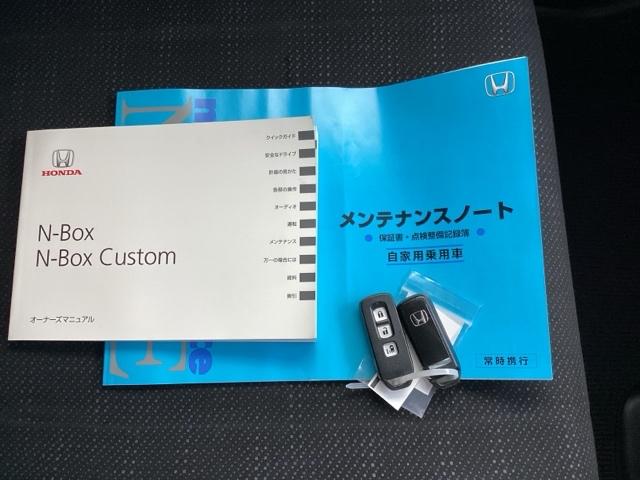 HONDA
N-Box
N-Box Custom
オーナーズマニュアル
クイックガイド
安全なドライブ
計器の見かた
各部の操作
オーディオ
運転
メンテナンス
万一の場合には
資料
索引
メンテナンスノート
保証書・点検整備記録簿
自家用乗用車
常時携行